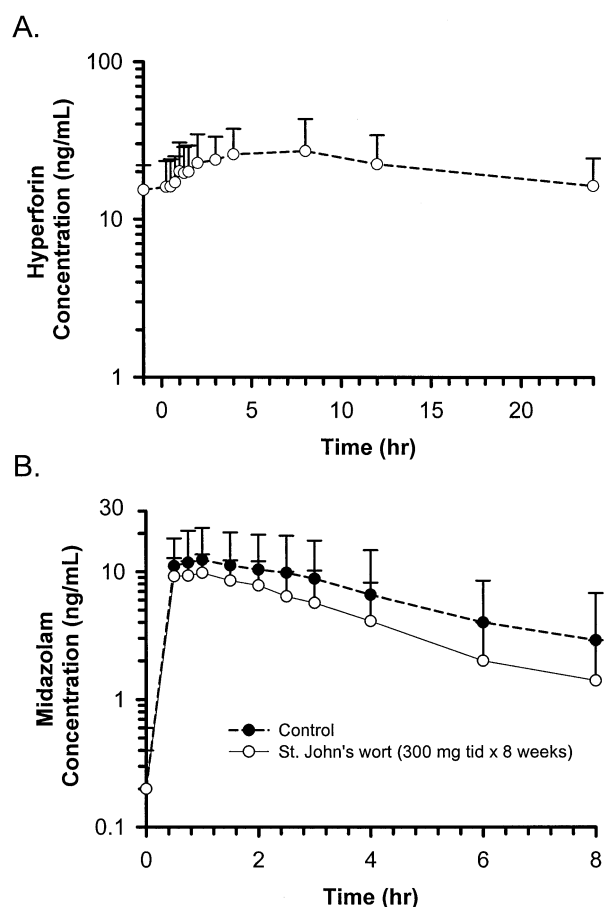 A.
100
10
1
Hyperforin
Concentration (ng/mL)
0 5 10 15 20
Time (hr)
B.
30
10
1
0.1
Midazolam
Concentration (ng/mL)
Control
St. John's wort (300 mg tid x 8 weeks)
0 2 4 6 8
Time (hr)